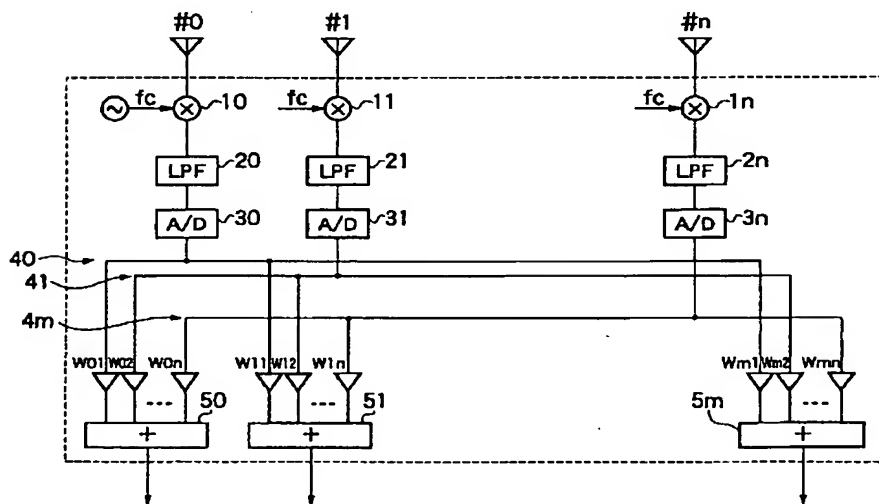 #0 #1 #n
fc 10 fc 11 fc 1n
LPF 20 LPF 21 LPF 2n
A/D 30 A/D 31 A/D 3n
40
41
4m
W01 W02 W0n W11 W12 W1n Wm1 Wm2 Wmn
--- --- ---
50 51 5m
+ + +